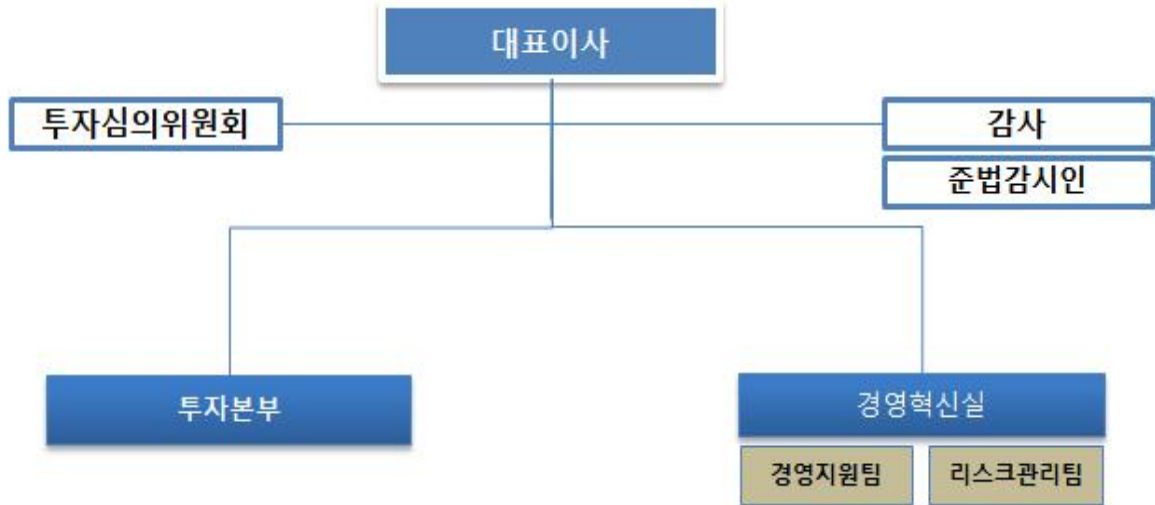 대표이사
투자심의위원회
감사
준법감시인
투자본부
경영혁신실
경영지원팀
리스크관리팀